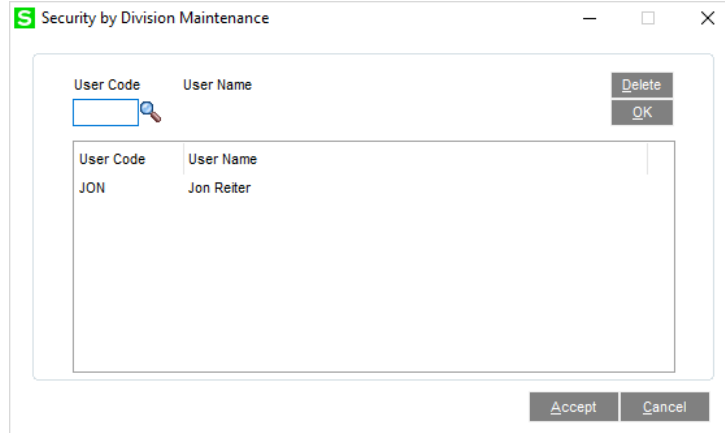 S Security by Division Maintenance
User Code User Name Delete
OK
User Code User Name
JON Jon Reiter
Accept Cancel